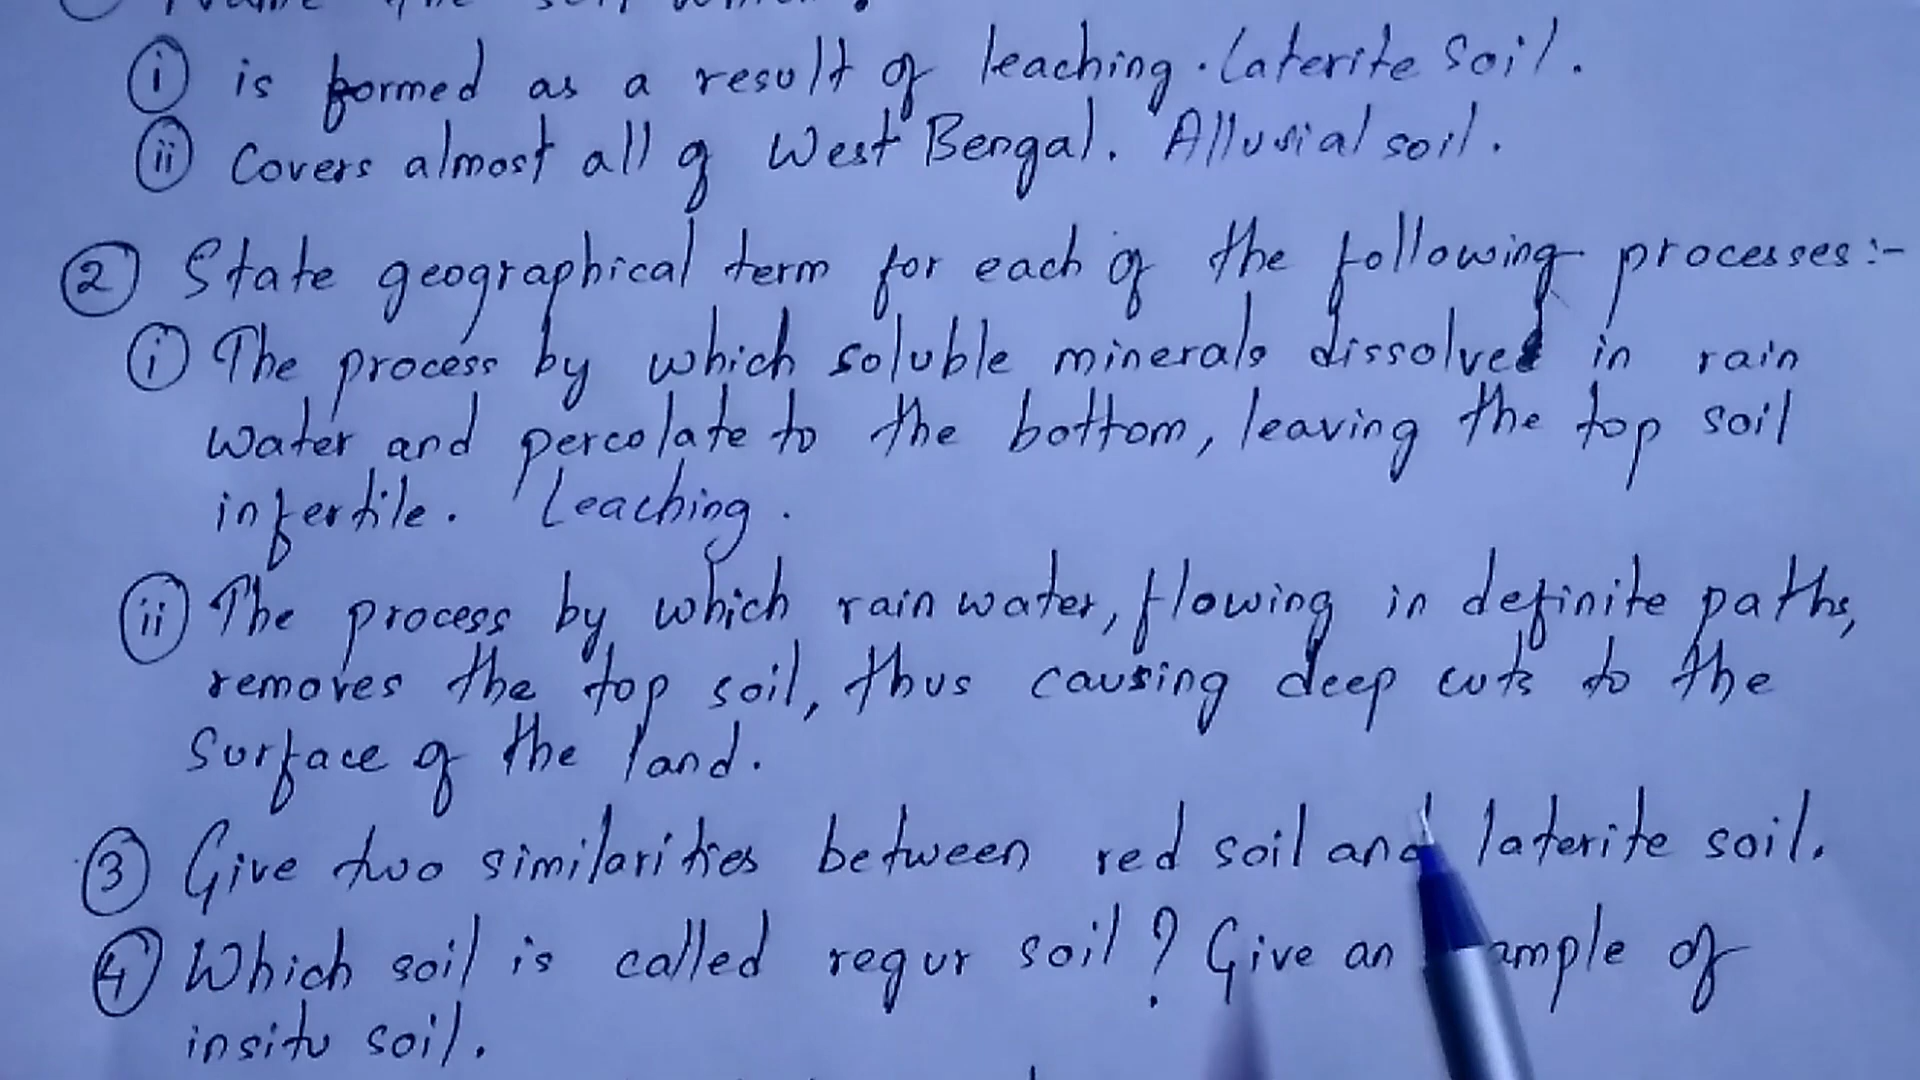 (i) is formed as a result of leaching. Laterite Soil.
(ii) Covers almost all of West Bengal. Alluvial soil.
(2) State geographical term for each of the following processes:-
(i) The process by which soluble minerals dissolved in rain
water and percolate to the bottom, leaving the top soil
infertile. Leaching.
(ii) The process by which rain water, flowing in definite paths,
removes the top soil, thus causing deep cuts to the
Surface of the land.
(3) Give two similarities between red soil and laterite soil.
(4) Which soil is called regur soil? Give an of
insitu soil.